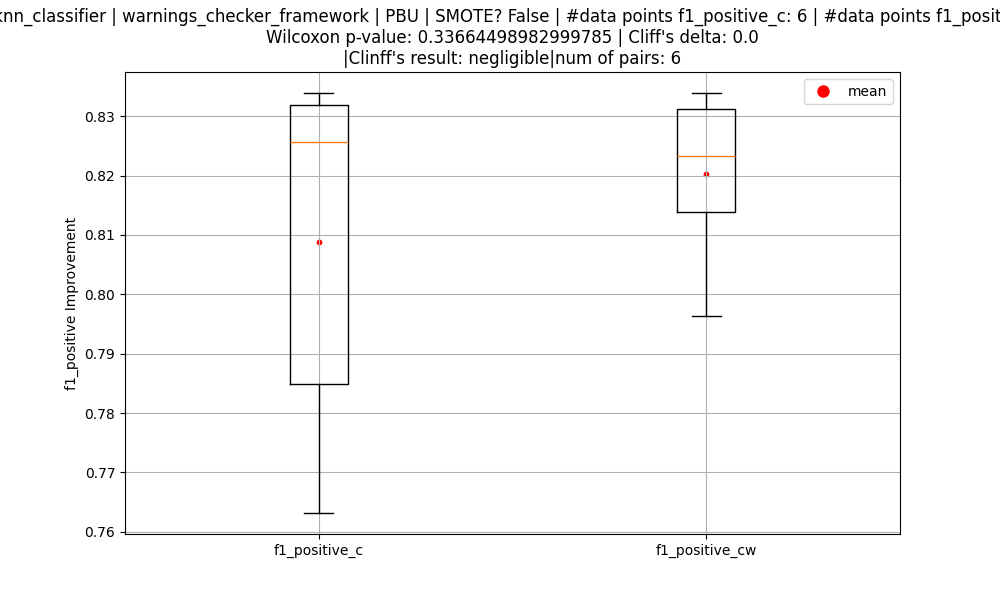 knn_classifier | warnings_checker_framework | PBU | SMOTE? False | #data points f1_positive_c: 6 | #data points f1_posit
Wilcoxon p-value: 0.33664498982999785 | Cliff's delta: 0.0
|Clinff's result: negligible|num of pairs: 6
mean
0.83
0.82
0.81
0.80
0.79
0.78
0.77
0.76
f1_positive Improvement
f1_positive_c
f1_positive_cw